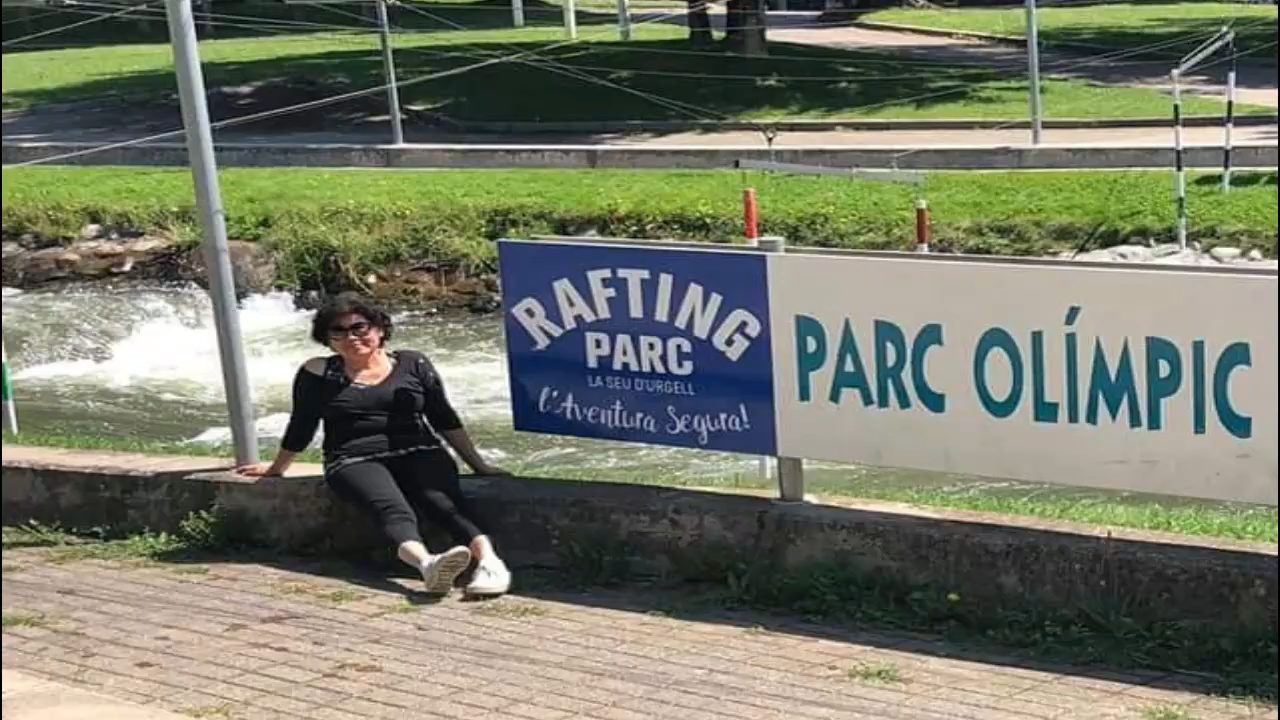 RAFTING
PARC
LA SEU D'URGELL
l'Aventura Segura!
PARC OLÍMPIC